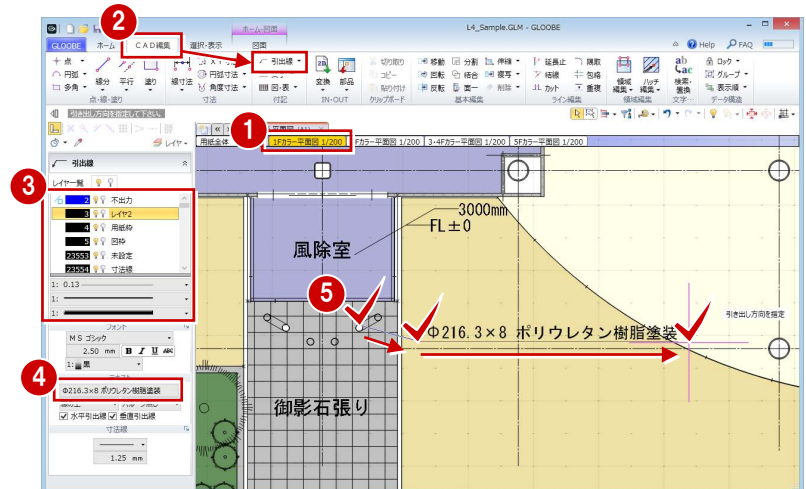 L4_Sample.GLM - GLOOBE
ホーム-図面
GLOOBE ホーム CAD編集 選択・表示 図面 Help FAQ
2
点 円弧 多角 線分 平行 塗り
点・線・塗り
線寸法 円弧寸法 角度寸法
寸法
引出線
図・表
付記
変換 部品
IN・OUT
切り取り
コピー
貼り付け
クリップボード
移動 分割 伸縮
回転 結合 複写
反転 面一 削除
基本編集
延長止 隅取
結線 包絡
カット 重複
ライン編集
領域編集 ハッチ編集
領域編集
検索・置換
文字
ロック
グループ
表示順
データ構造
引き出し方向を指定して下さい。
用紙全体 1Fカラー平面図 1/200 Fカラー平面図 1/200 3・4Fカラー平面図 1/200 5Fカラー平面図 1/200
1
レイヤ
引出線
レイヤ一覧
3
2 不出力
3 レイヤ2
4 用紙枠
5 図枠
23553 未設定
23554 寸法線
1: 0.13
1:
1:
フォント
MS ゴシック
2.50 mm B I U ABC
1: 黒
4
Φ216.3×8 ポリウレタン樹脂塗装
水平引出線 垂直引出線
寸法線
1.25 mm
3000mm
FL±0
風除室
5
引き出し方向を指定
Φ216.3×8 ポリウレタン樹脂塗装
御影石張り